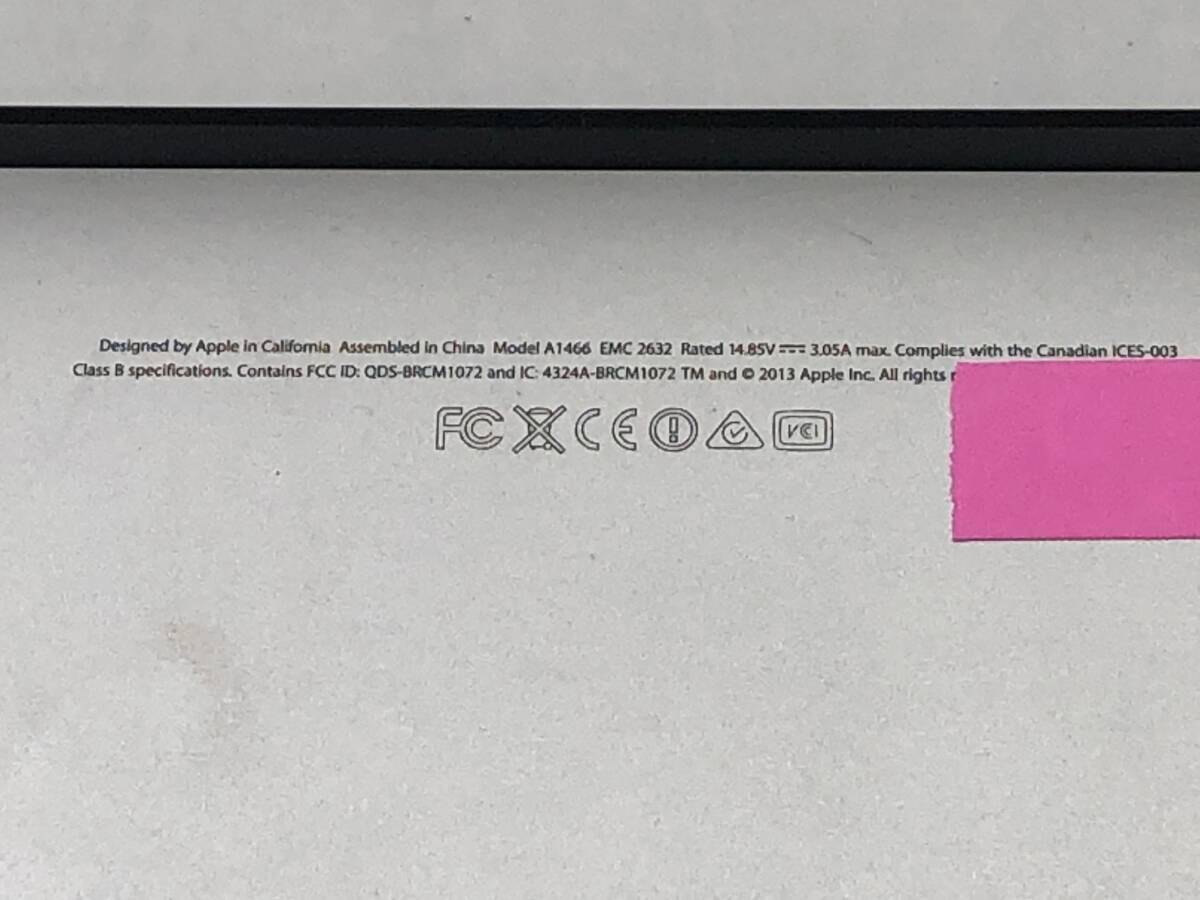 Designed by Apple in California Assembled in China Model A1466 EMC 2632 Rated 14.85V⎓3.05A max. Complies with the Canadian ICES-003
Class B specifications. Contains FCC ID: QDS-BRCM1072 and IC: 4324A-BRCM1072 TM and © 2013 Apple Inc. All rights
FC CE VCI